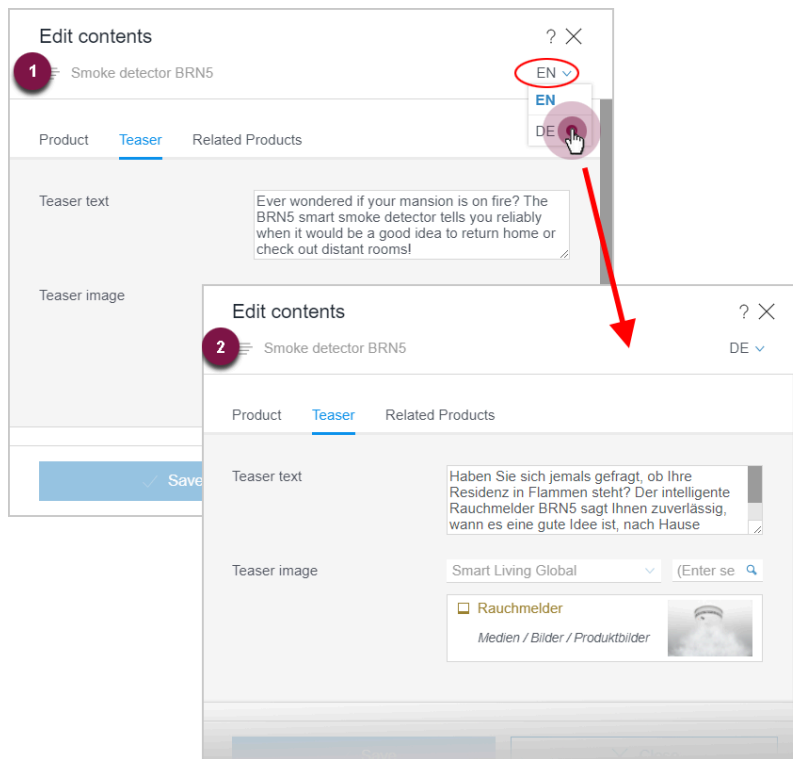 Edit contents
?
1
Smoke detector BRN5
EN
EN
DE
Product Teaser Related Products
Teaser text
Ever wondered if your mansion is on fire? The
BRN5 smart smoke detector tells you reliably
when it would be a good idea to return home or
check out distant rooms!
Teaser image
Save
Edit contents
?
2
Smoke detector BRN5
DE
Product Teaser Related Products
Teaser text
Haben Sie sich jemals gefragt, ob Ihre
Residenz in Flammen steht? Der intelligente
Rauchmelder BRN5 sagt Ihnen zuverlässig,
wann es eine gute Idee ist, nach Hause
Teaser image
Smart Living Global
(Enter se
Rauchmelder
Medien / Bilder / Produktbilder